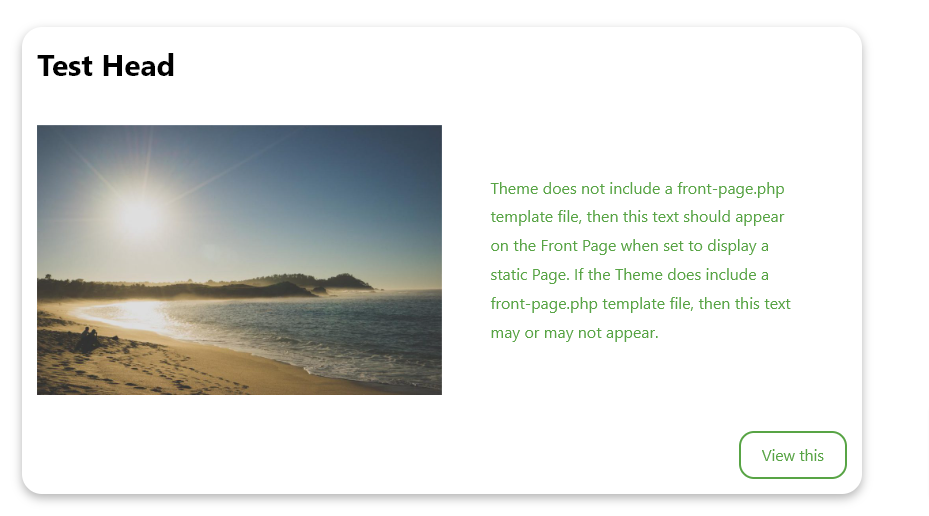 Test Head
Theme does not include a front-page.php
template file, then this text should appear
on the Front Page when set to display a
static Page. If the Theme does include a
front-page.php template file, then this text
may or may not appear.
View this